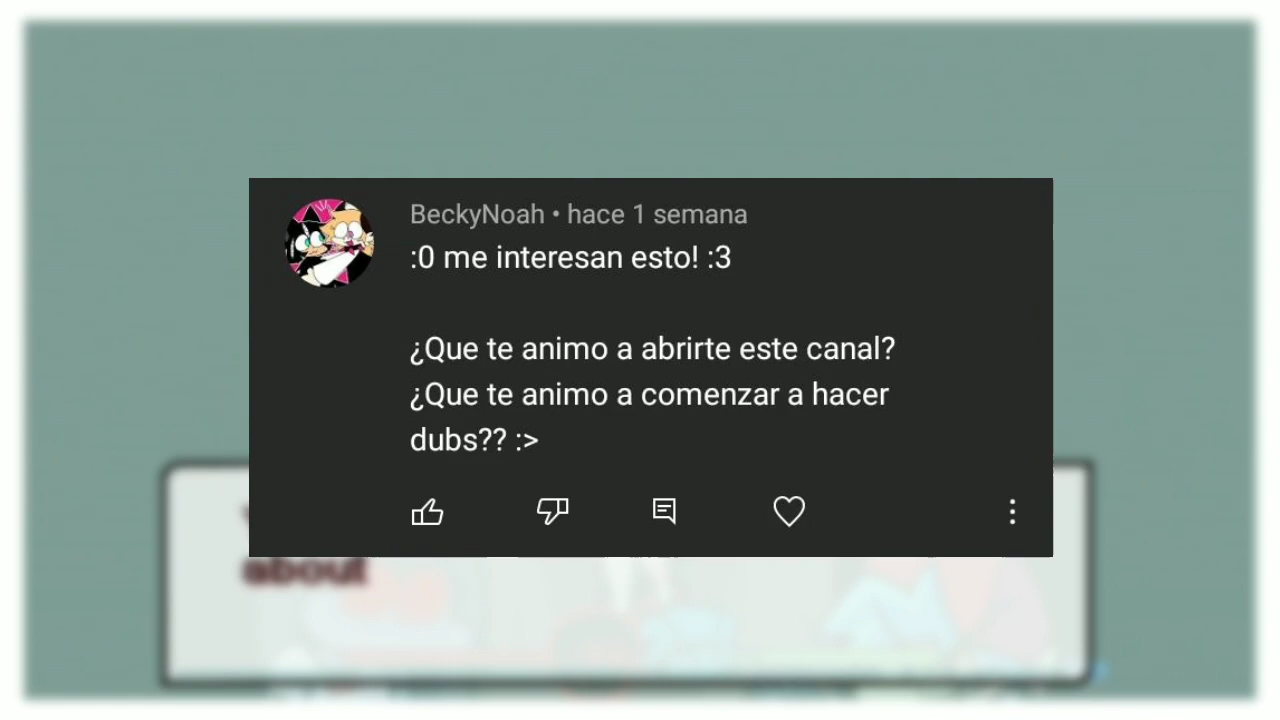 BeckyNoah • hace 1 semana
:0 me interesan esto! :3
¿Que te animo a abrirte este canal?
¿Que te animo a comenzar a hacer
dubs?? :>
about